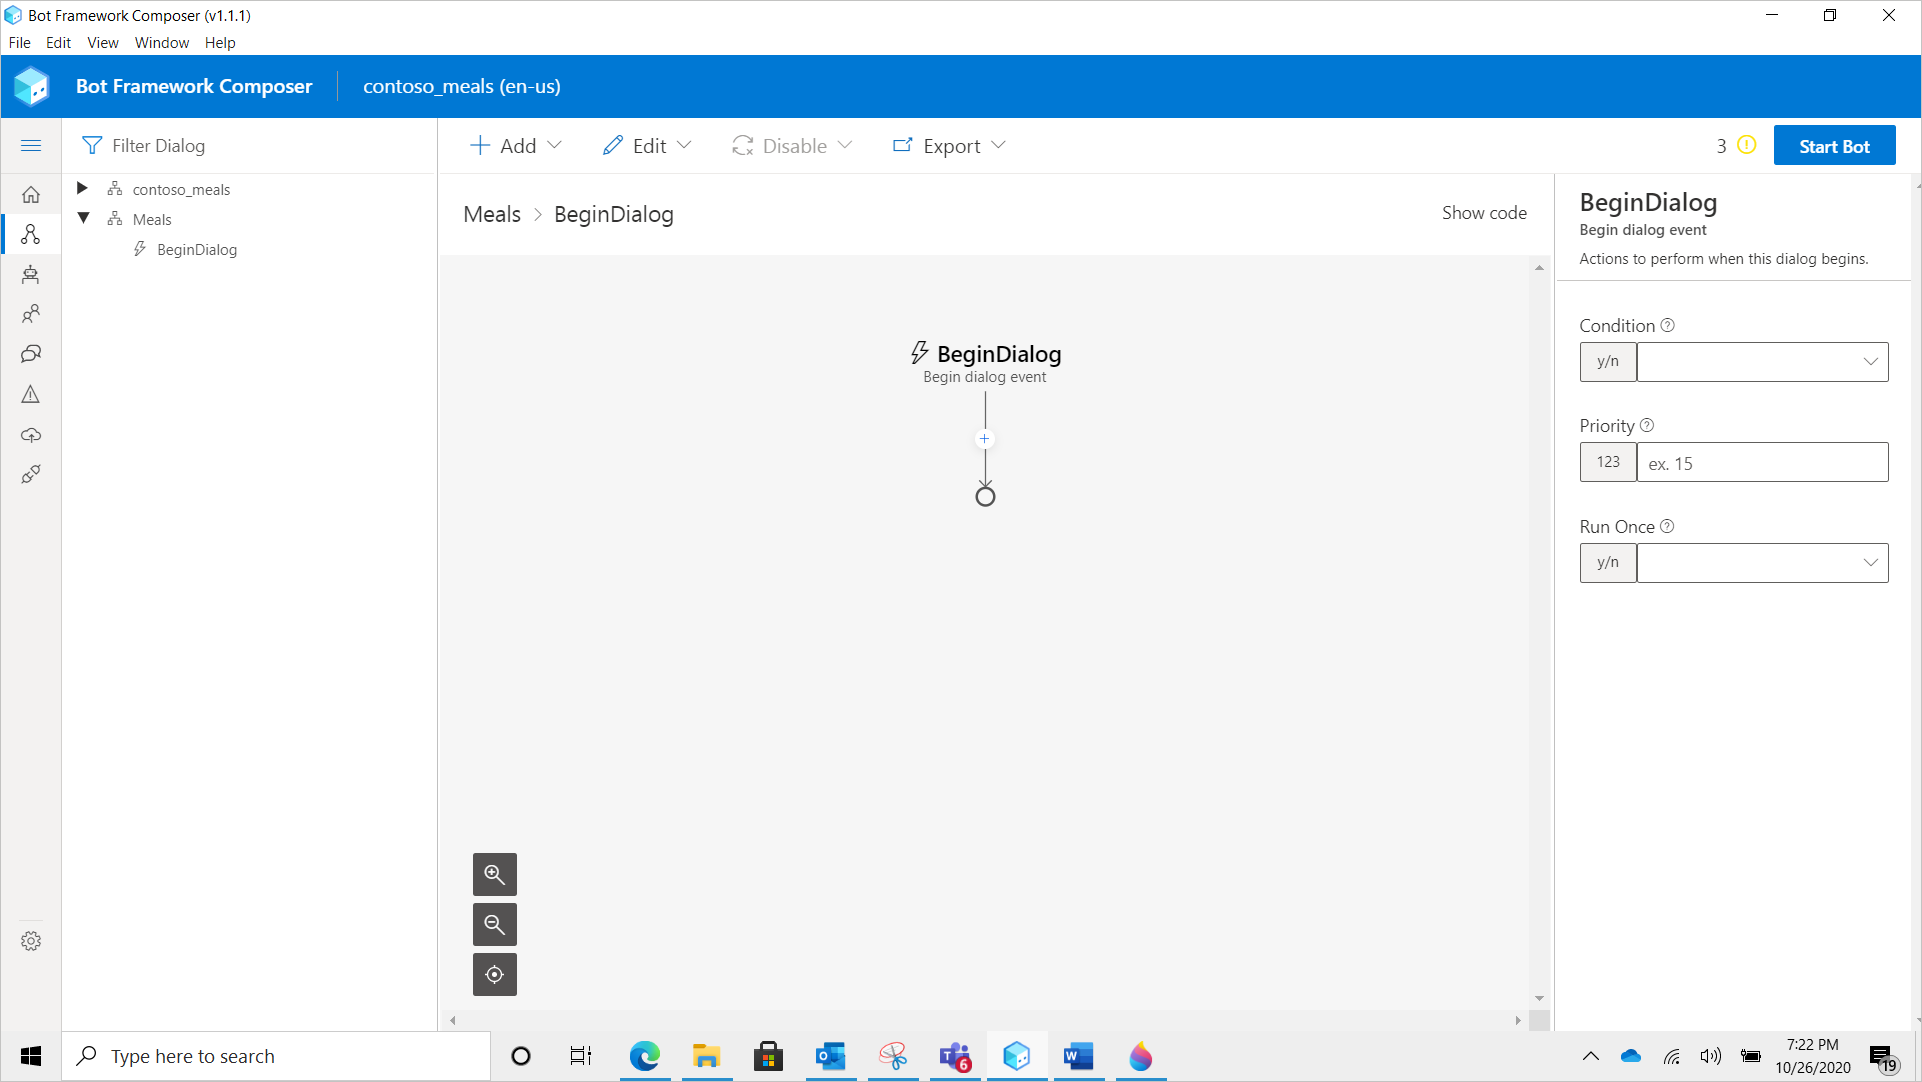 Bot Framework Composer (v1.1.1)
File Edit View Window Help
Bot Framework Composer contoso_meals (en-us)
Filter Dialog
Add Edit Disable Export 3 Start Bot
contoso_meals
Meals
BeginDialog
Meals > BeginDialog Show code
BeginDialog
Begin dialog event
BeginDialog
Begin dialog event
Actions to perform when this dialog begins.
Condition ?
y/n
Priority ?
123 ex. 15
Run Once ?
y/n
Type here to search
6
7:22 PM
10/26/2020
19